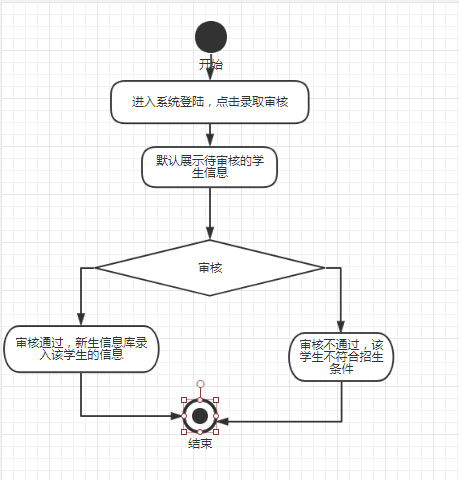 开始
进入系统登陆，点击录取审核
默认展示待审核的学
生信息
审核
审核通过，新生信息库录
入该学生的信息
审核不通过，该
学生不符合招生
条件
结束